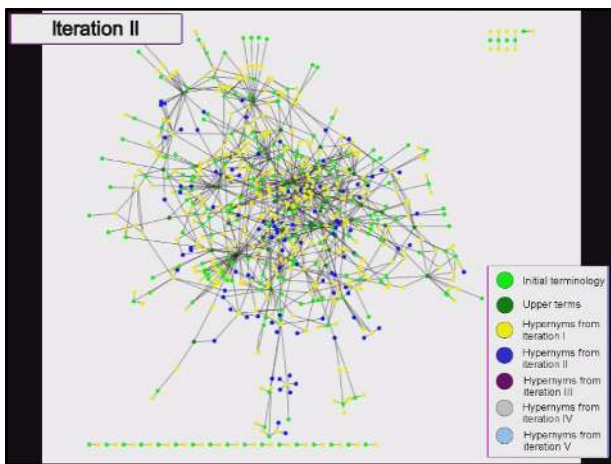 Iteration II
Initial terminology
Upper terms
Hypernyms from
iteration I
Hypernyms from
iteration II
Hypernyms from
iteration III
Hypernyms from
iteration IV
Hypernyms from
iteration V